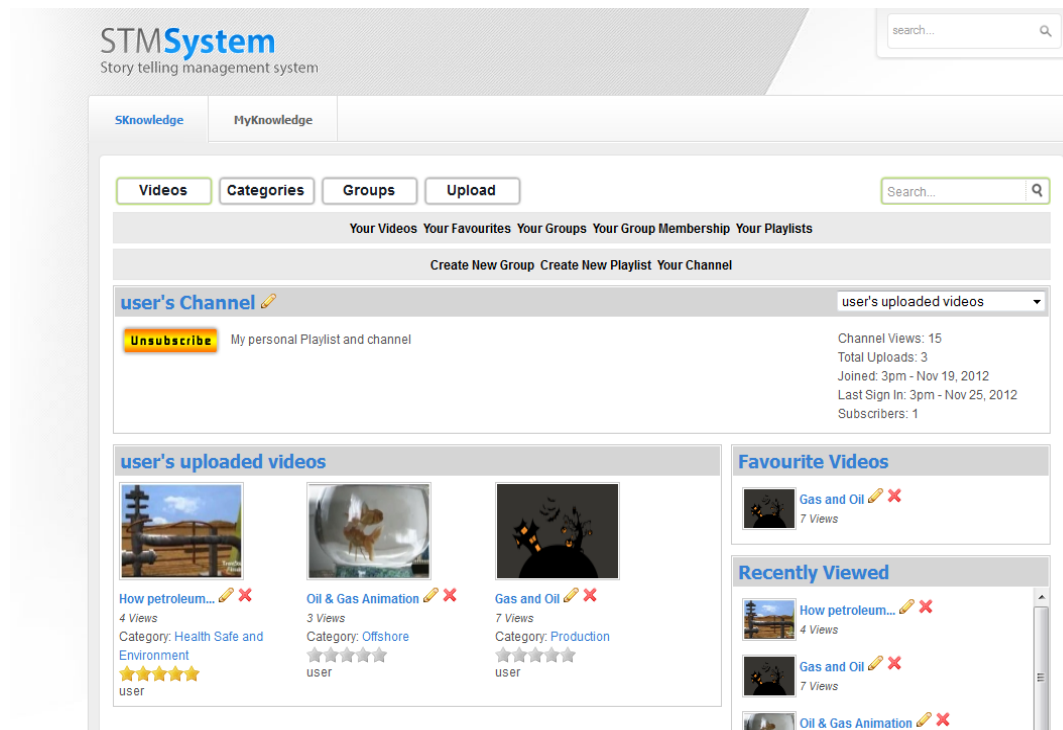 STMSystem
Story telling management system
search...
SKnowledge
MyKnowledge
Videos
Categories
Groups
Upload
Search...
Your Videos Your Favourites Your Groups Your Group Membership Your Playlists
Create New Group Create New Playlist Your Channel
user's Channel
user's uploaded videos
Unsubscribe
My personal Playlist and channel
Channel Views: 15
Total Uploads: 3
Joined: 3pm - Nov 19, 2012
Last Sign In: 3pm - Nov 25, 2012
Subscribers: 1
user's uploaded videos
How petroleum...
4 Views
Category: Health Safe and
Environment
user
Oil & Gas Animation
3 Views
Category: Offshore
user
Gas and Oil
7 Views
Category: Production
user
Favourite Videos
Gas and Oil
7 Views
Recently Viewed
How petroleum...
4 Views
Gas and Oil
7 Views
Oil & Gas Animation